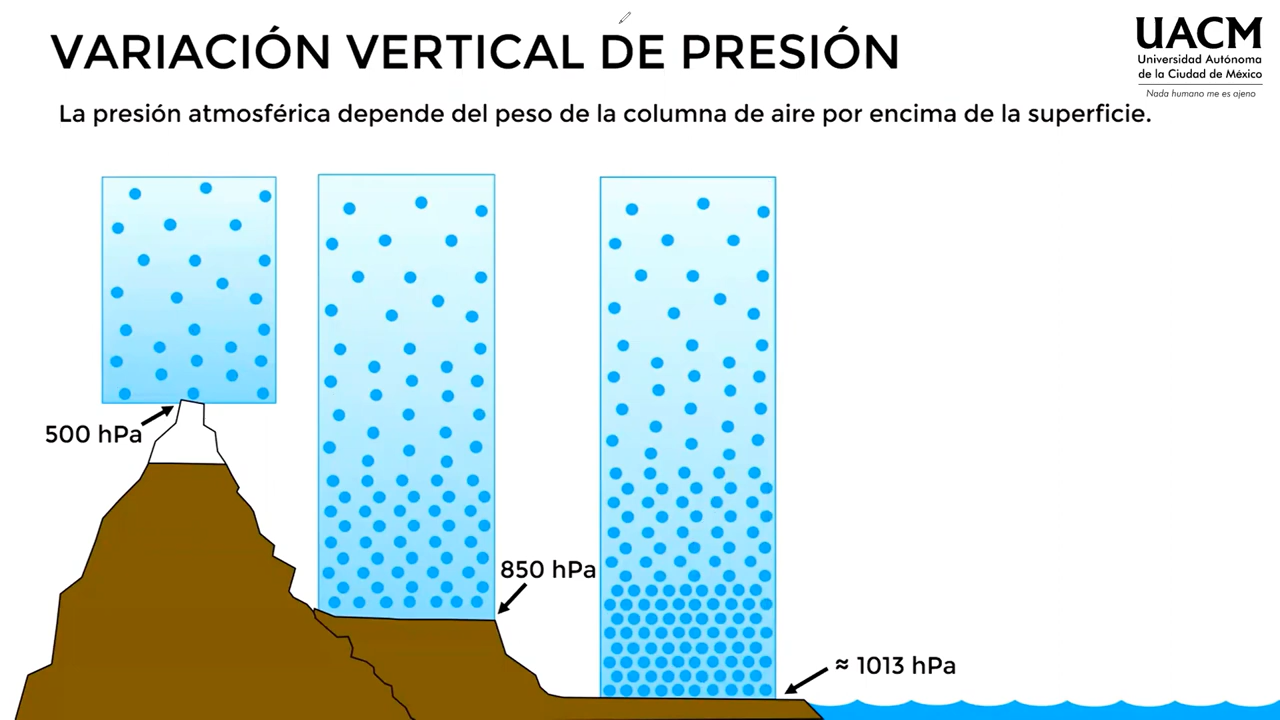 VARIACIÓN VERTICAL DE PRESIÓN
UACM
Universidad Autónoma
de la Ciudad de México
Nada humano me es ajeno
La presión atmosférica depende del peso de la columna de aire por encima de la superficie.
500 hPa
850 hPa
≈ 1013 hPa